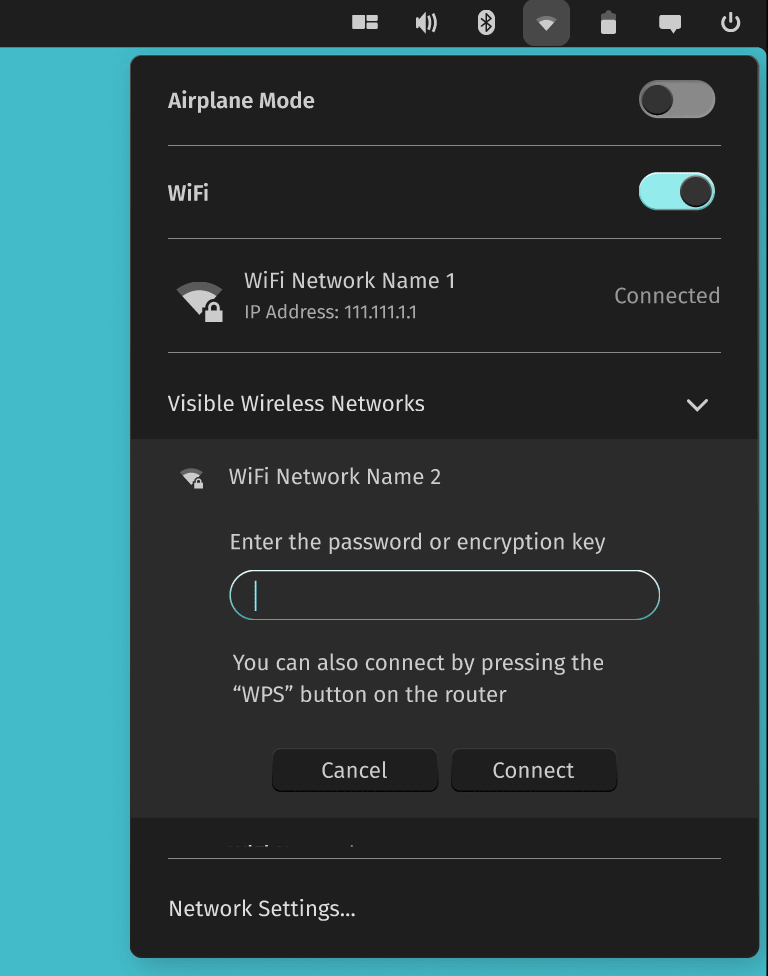 Airplane Mode
WiFi
WiFi Network Name 1
IP Address: 111.111.1.1
Connected
Visible Wireless Networks
WiFi Network Name 2
Enter the password or encryption key
You can also connect by pressing the
“WPS” button on the router
Cancel
Connect
Network Settings...